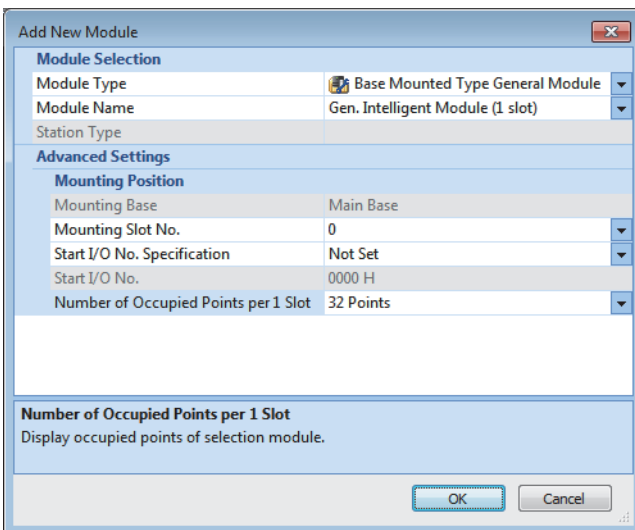 Add New Module
Module Selection
Module Type Base Mounted Type General Module
Module Name Gen. Intelligent Module (1 slot)
Station Type
Advanced Settings
Mounting Position
Mounting Base Main Base
Mounting Slot No. 0
Start I/O No. Specification Not Set
Start I/O No. 0000 H
Number of Occupied Points per 1 Slot 32 Points
Number of Occupied Points per 1 Slot
Display occupied points of selection module.
OK Cancel